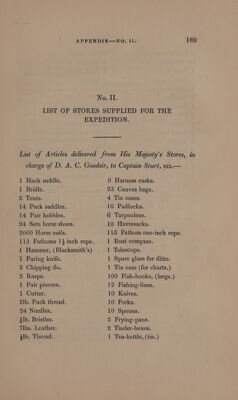 APPENDIX—NO. II. 189
No. II.
LIST OF STORES SUPPLIED FOR THE
EXPEDITION.
List of Articles delivered from His Majesty's Stores, in
charge of D. A. C. Goodsir, to Captain Sturt, viz.—
1 Hack saddle.
1 Bridle.
2 Tents.
14 Pack saddles.
14 Pair hobbles.
24 Sets horse shoes.
2000 Horse nails.
113 Fathoms 1½ inch rope.
1 Hammer, (Blacksmith's)
1 Paring knife.
2 Chipping do.
2 Rasps.
1 Pair pincers.
1 Cutter.
2lb. Pack thread.
24 Needles.
½lb. Bristles.
7lbs. Leather.
½lb. Thread.
9 Harness casks.
23 Canvas bags.
4 Tin cases.
16 Padlocks.
6 Tarpaulens.
10 Haversacks.
113 Fathom one-inch rope.
1 Boat compass.
1 Telescope.
1 Spare glass for ditto.
1 Tin case (for charts.)
100 Fish-hooks, (large.)
12 Fishing-lines.
10 Knives.
10 Forks.
10 Spoons.
2 Frying-pans.
2 Tinder-boxes.
1 Tea-kettle, (tin.)